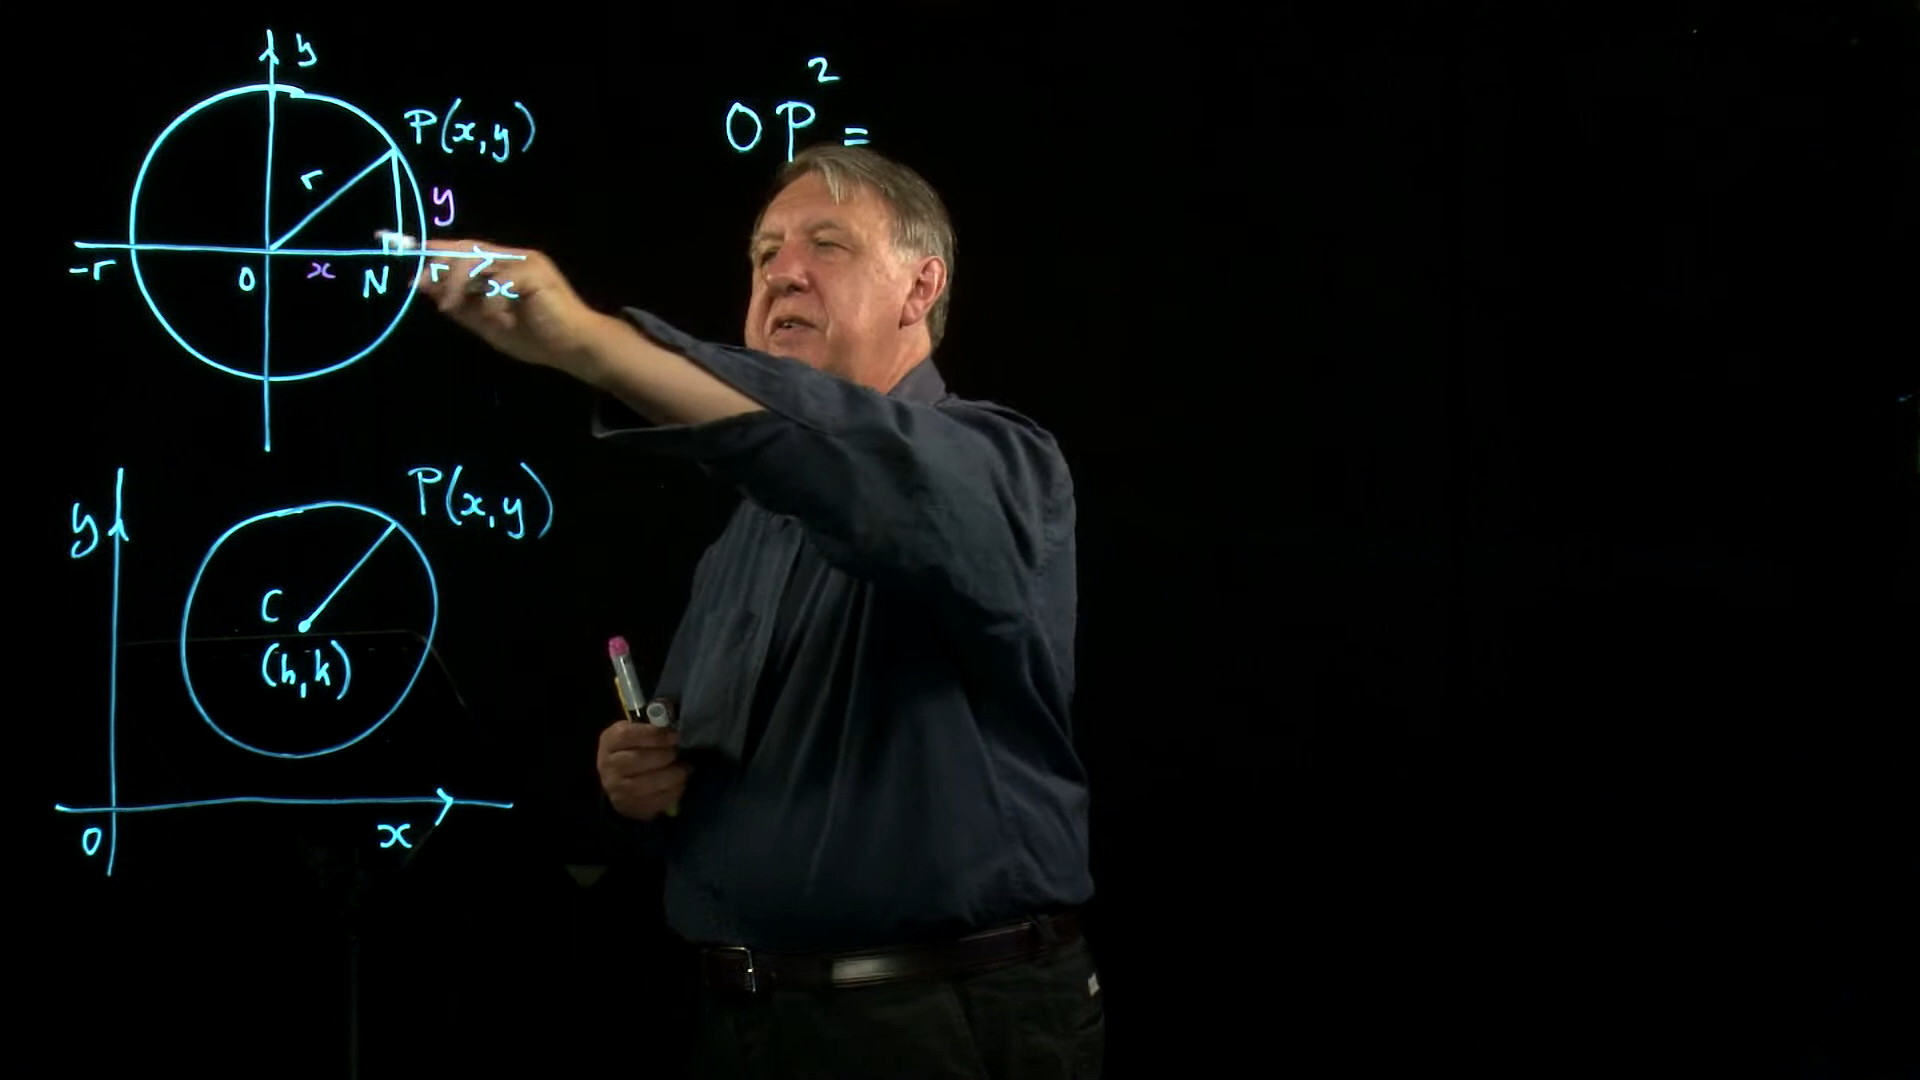 y
P(x,y)
r
y
-r
O
x
N
r
x
OP² =
y
P(x,y)
C
(h,k)
O
x